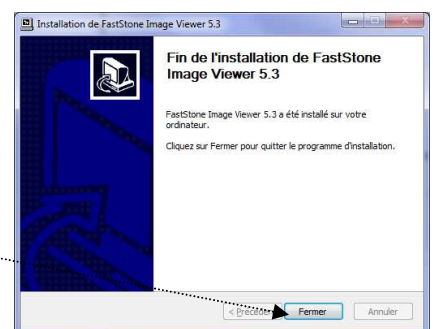 Installation de FastStone Image Viewer 5.3
Fin de l'installation de FastStone
Image Viewer 5.3
FastStone Image Viewer 5.3 a été installé sur votre
ordinateur.
Cliquez sur Fermer pour quitter le programme d'installation.
< Précéde Fermer Annuler